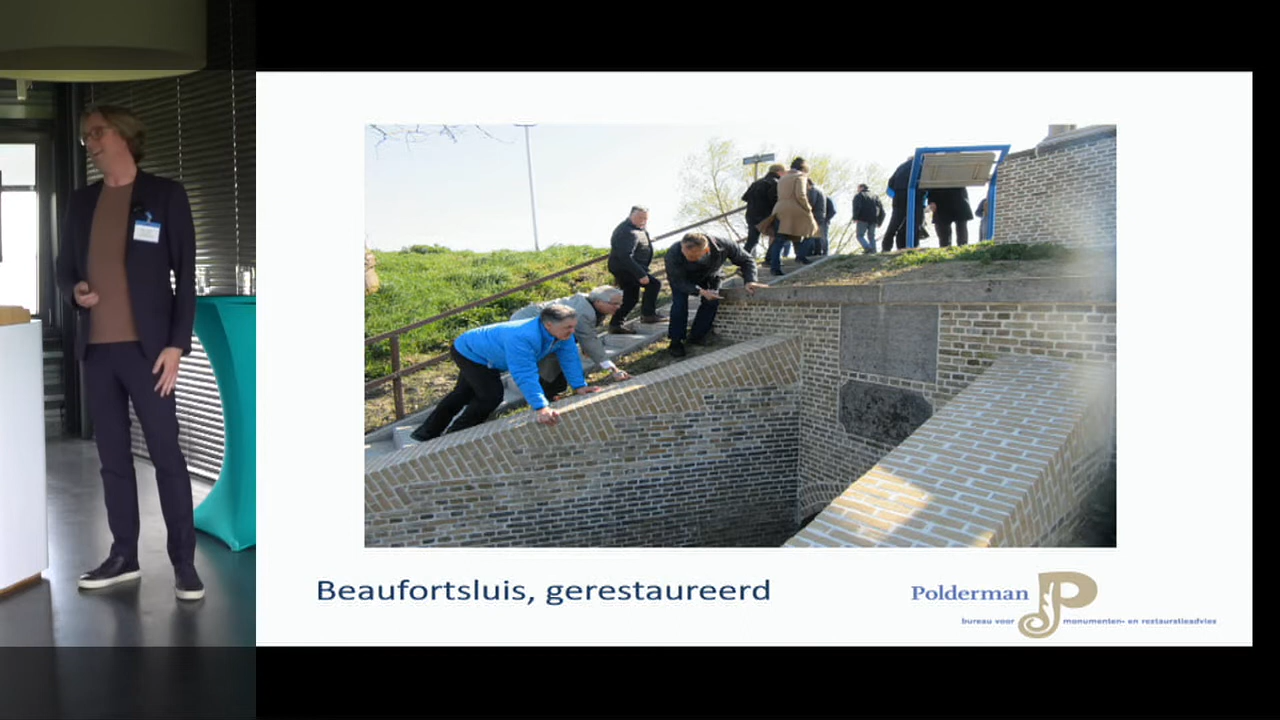 Beaufortsluis, gerestaureerd
Polderman
bureau voor monumenten- en restauratieadvies